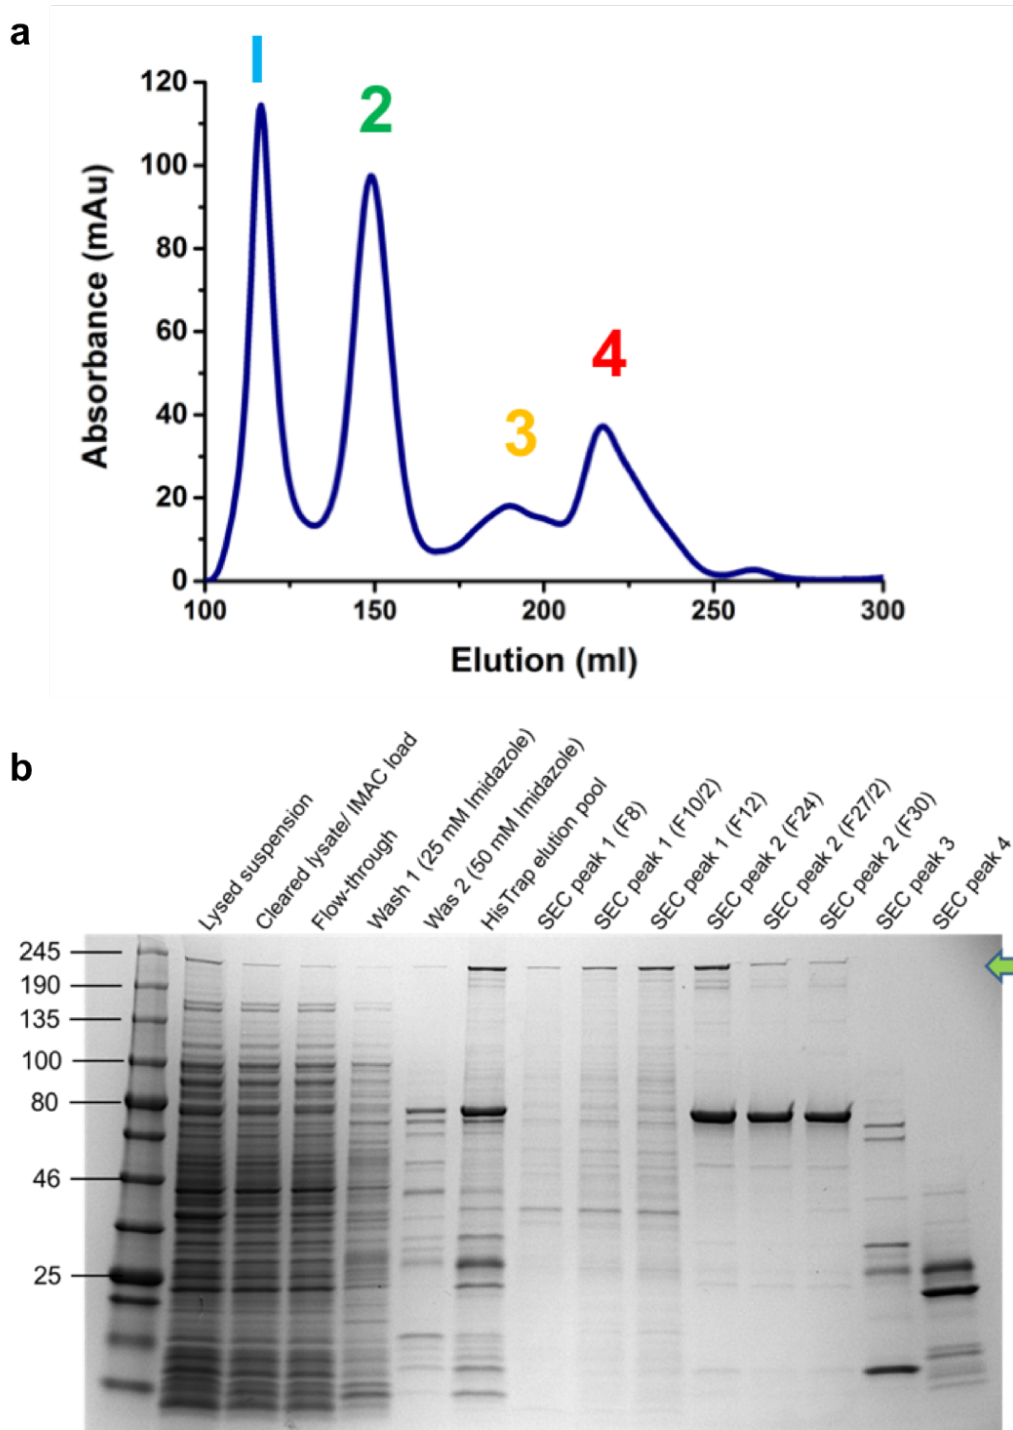 a
1
2
3
4
120
100
80
60
40
20
0
100 150 200 250 300
Absorbance (mAu)
Elution (ml)
b
Lysed suspension
Cleared lysate/ IMAC load
Flow-through
Wash 1 (25 mM Imidazole)
Was 2 (50 mM Imidazole)
HisTrap elution pool
SEC peak 1 (F8)
SEC peak 1 (F10/2)
SEC peak 1 (F12)
SEC peak 2 (F24)
SEC peak 2 (F27/2)
SEC peak 2 (F30)
SEC peak 3
SEC peak 4
245
190
135
100
80
46
25